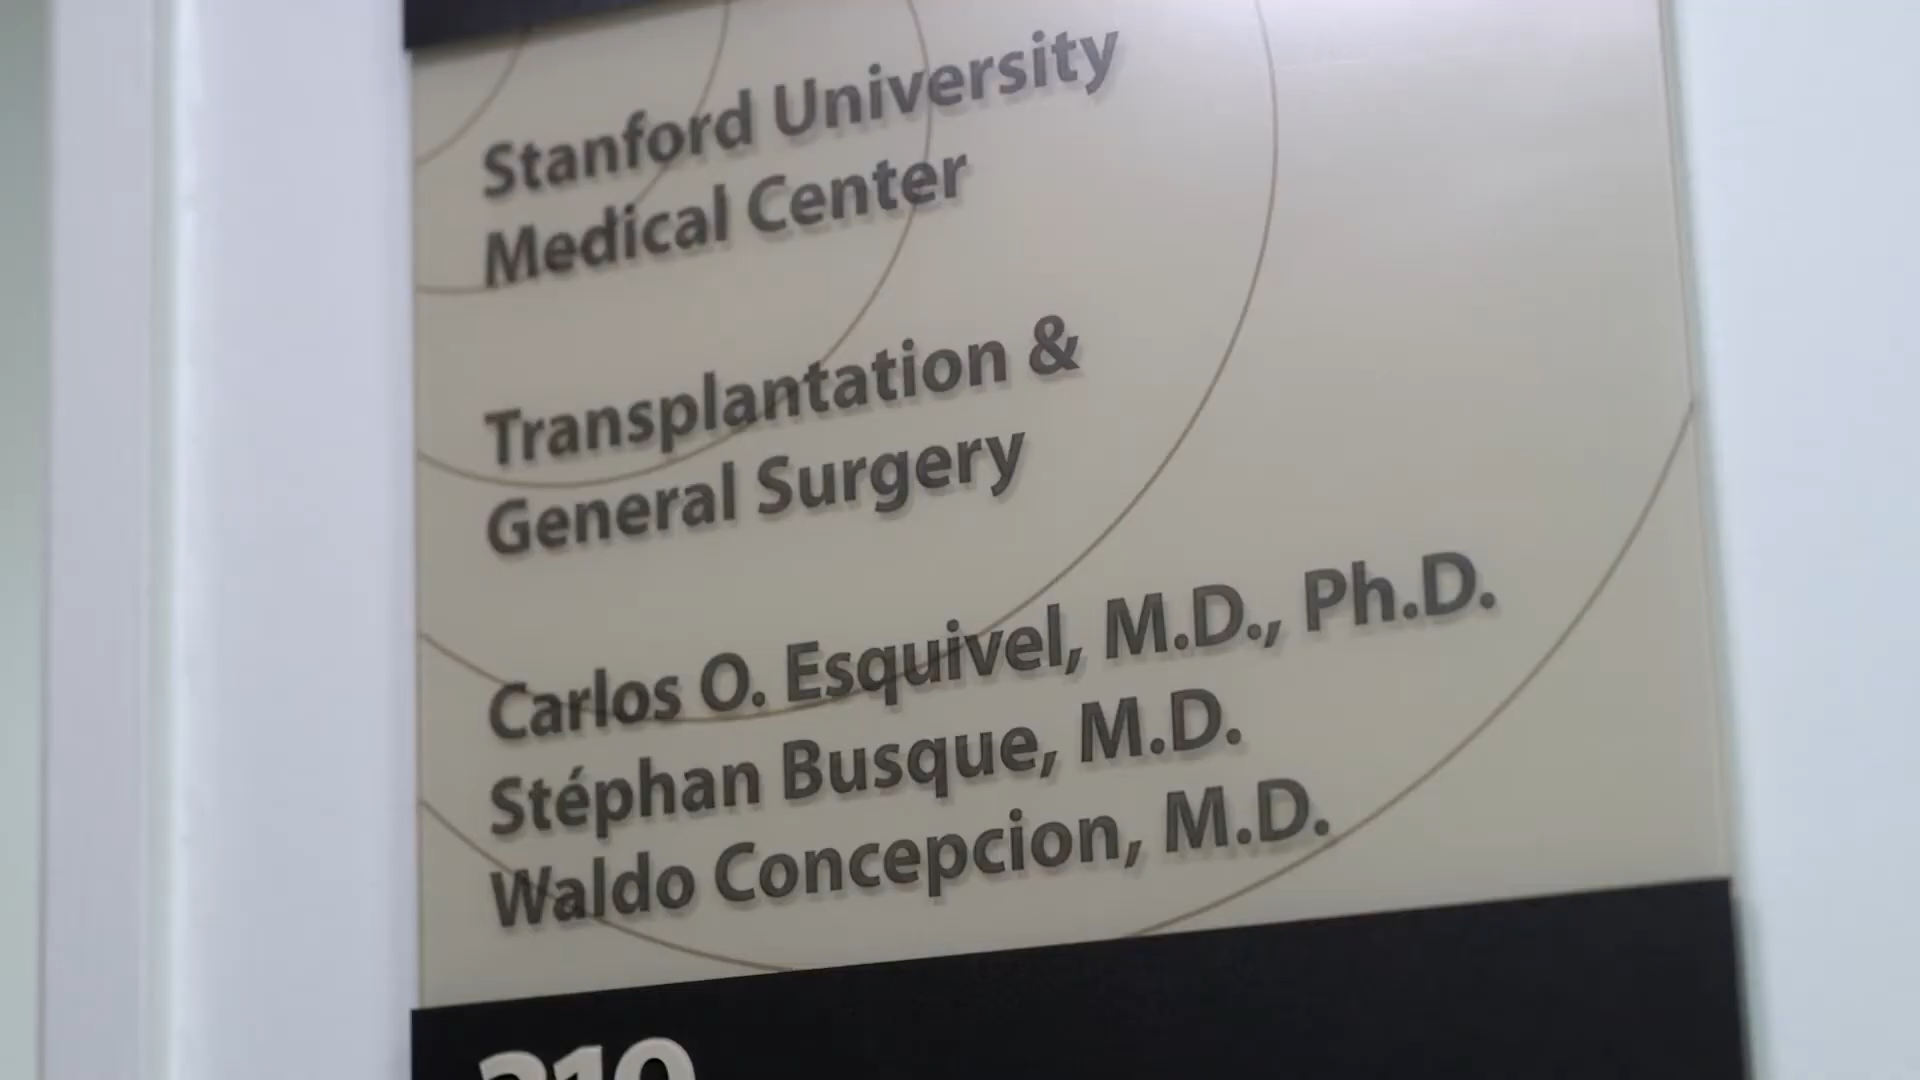 Stanford University
Medical Center
Transplantation &
General Surgery
Carlos O. Esquivel, M.D., Ph.D.
Stéphan Busque, M.D.
Waldo Concepcion, M.D.